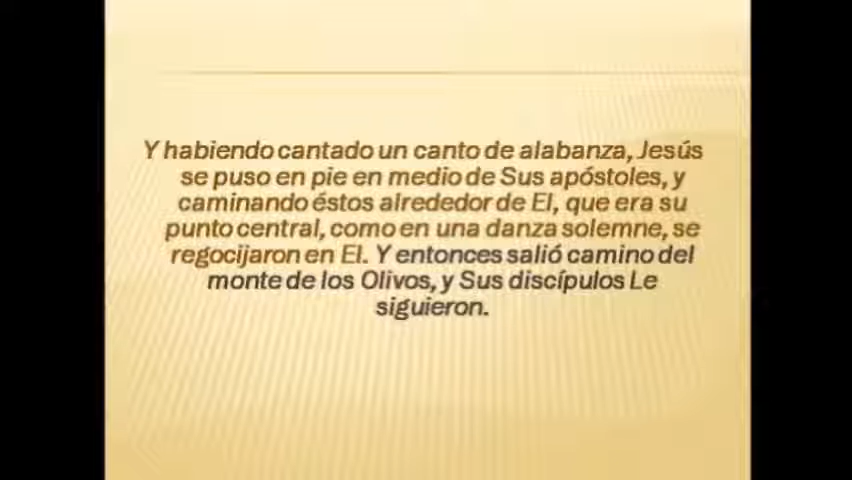 Y habiendo cantado un canto de alabanza, Jesús
se puso en pie en medio de Sus apóstoles, y
caminando éstos alrededor de El, que era su
punto central, como en una danza solemne, se
regocijaron en El. Y entonces salió camino del
monte de los Olivos, y Sus discípulos Le
siguieron.